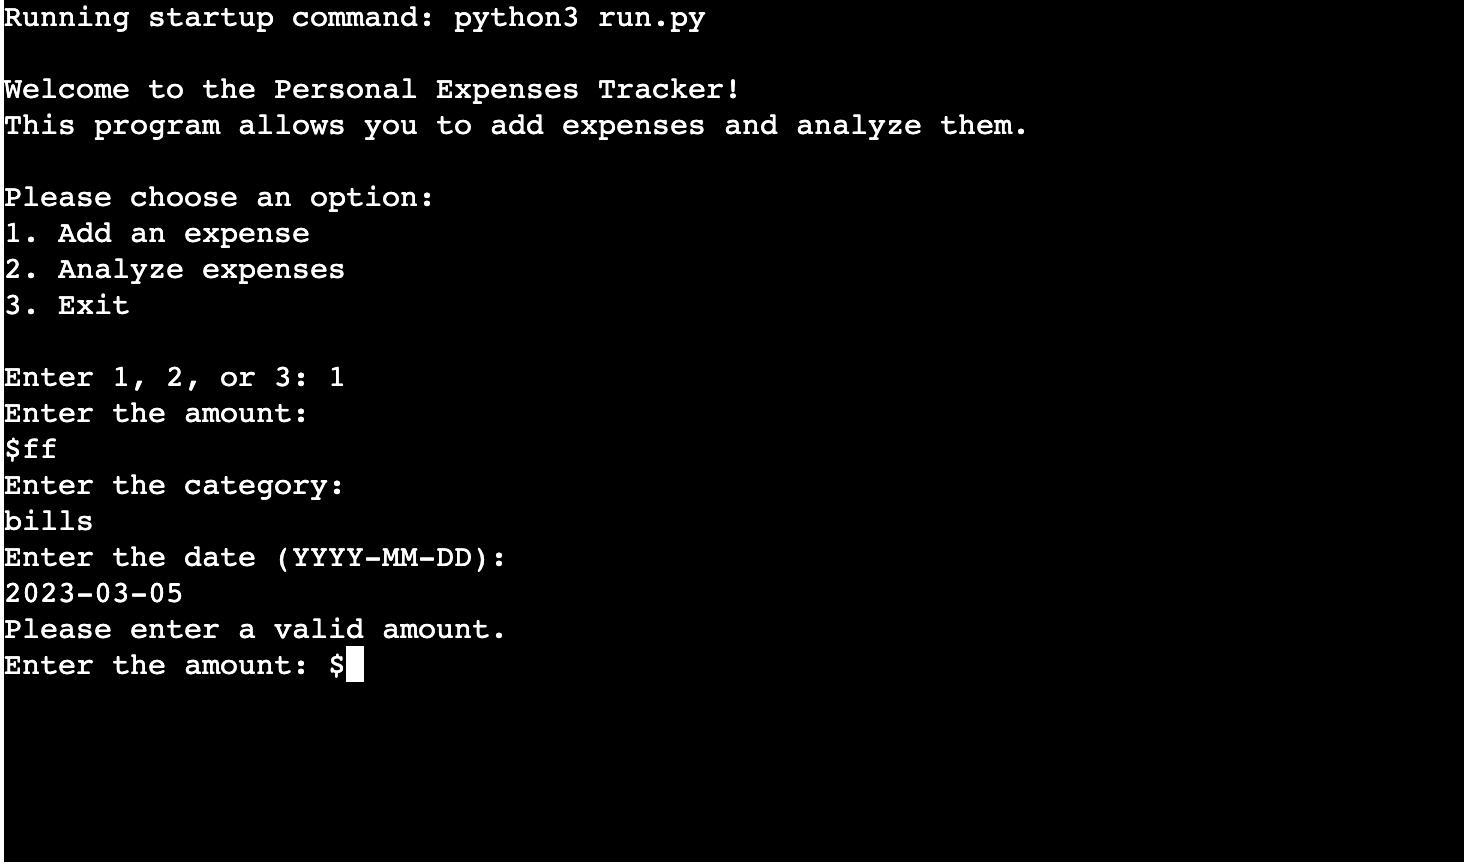 Running startup command: python3 run.py
Welcome to the Personal Expenses Tracker!
This program allows you to add expenses and analyze them.
Please choose an option:
1. Add an expense
2. Analyze expenses
3. Exit
Enter 1, 2, or 3: 1
Enter the amount:
$ff
Enter the category:
bills
Enter the date (YYYY-MM-DD):
2023-03-05
Please enter a valid amount.
Enter the amount: $